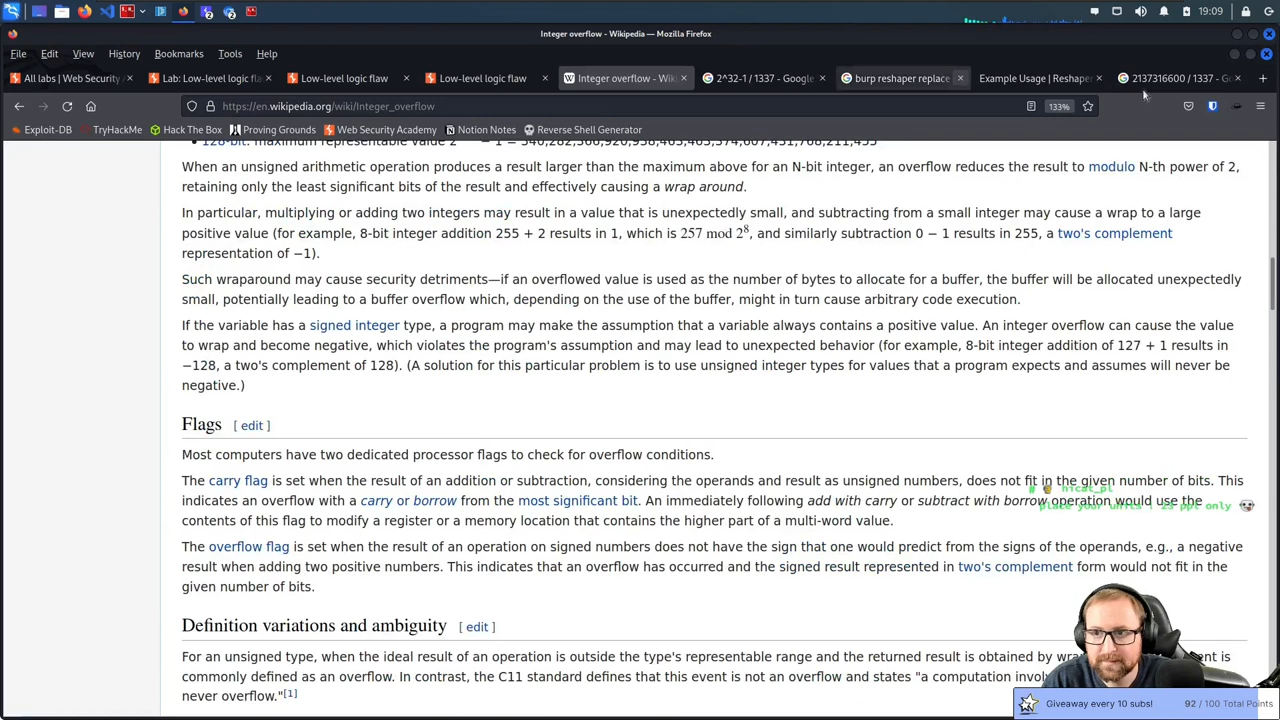 19:09
Integer overflow - Wikipedia — Mozilla Firefox
File Edit View History Bookmarks Tools Help
All labs | Web Security Lab: Low-level logic fla Low-level logic flaw Low-level logic flaw Integer overflow - Wiki 2^32-1 / 1337 - Google burp reshaper replace Example Usage | Reshape 2137316600 / 1337 - G
https://en.wikipedia.org/wiki/Integer_overflow 133%
Exploit-DB TryHackMe Hack The Box Proving Grounds Web Security Academy Notion Notes Reverse Shell Generator
128-bit: maximum representable value 2
When an unsigned arithmetic operation produces a result larger than the maximum above for an N-bit integer, an overflow reduces the result to modulo N-th power of 2,
retaining only the least significant bits of the result and effectively causing a wrap around.
In particular, multiplying or adding two integers may result in a value that is unexpectedly small, and subtracting from a small integer may cause a wrap to a large
positive value (for example, 8-bit integer addition 255 + 2 results in 1, which is 257 mod 2⁸, and similarly subtraction 0 − 1 results in 255, a two's complement
representation of −1).
Such wraparound may cause security detriments—if an overflowed value is used as the number of bytes to allocate for a buffer, the buffer will be allocated unexpectedly
small, potentially leading to a buffer overflow which, depending on the use of the buffer, might in turn cause arbitrary code execution.
If the variable has a signed integer type, a program may make the assumption that a variable always contains a positive value. An integer overflow can cause the value
to wrap and become negative, which violates the program's assumption and may lead to unexpected behavior (for example, 8-bit integer addition of 127 + 1 results in
−128, a two's complement of 128). (A solution for this particular problem is to use unsigned integer types for values that a program expects and assumes will never be
negative.)
Flags [ edit ]
Most computers have two dedicated processor flags to check for overflow conditions.
The carry flag is set when the result of an addition or subtraction, considering the operands and result as unsigned numbers, does not fit in the given number of bits. This
indicates an overflow with a carry or borrow from the most significant bit. An immediately following add with carry or subtract with borrow operation would use the
contents of this flag to modify a register or a memory location that contains the higher part of a multi-word value.
# nicat_pl
place your units ! 23 ppl only
The overflow flag is set when the result of an operation on signed numbers does not have the sign that one would predict from the signs of the operands, e.g., a negative
result when adding two positive numbers. This indicates that an overflow has occurred and the signed result represented in two's complement form would not fit in the
given number of bits.
Definition variations and ambiguity [ edit ]
For an unsigned type, when the ideal result of an operation is outside the type's representable range and the returned result is obtained by
commonly defined as an overflow. In contrast, the C11 standard defines that this event is not an overflow and states "a computation
never overflow."[1]
Giveaway every 10 subs! 92 / 100 Total Points